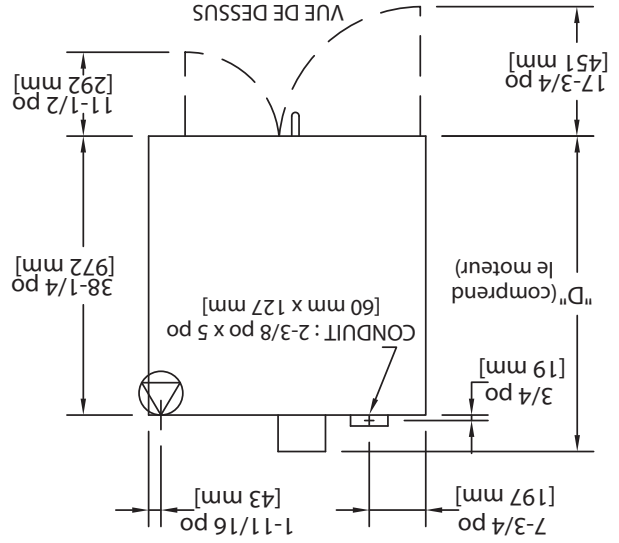 7-3/4 po
[197 mm]
1-11/16 po
[43 mm]
3/4 po
[19 mm]
CONDUIT : 2-3/8 po x 5 po
[60 mm x 127 mm]
"D"(comprend
le moteur)
38-1/4 po
[972 mm]
17-3/4 po
[451 mm]
11-1/2 po
[292 mm]
VUE DE DESSUS